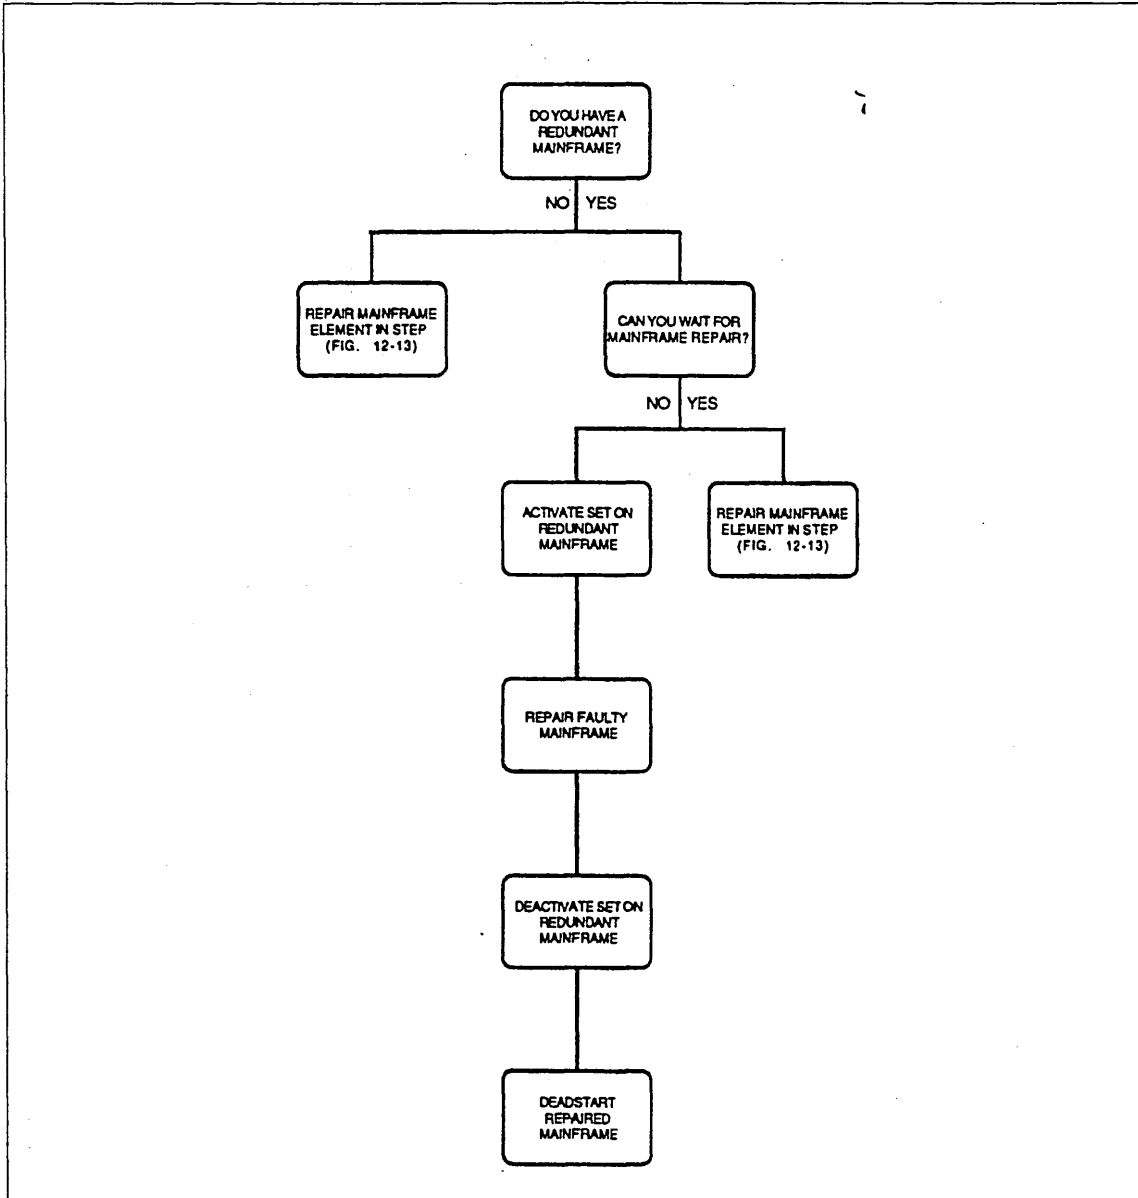 DO YOU HAVE A
REDUNDANT
MAINFRAME?
NO YES
REPAIR MAINFRAME
ELEMENT IN STEP
(FIG. 12-13)
CAN YOU WAIT FOR
MAINFRAME REPAIR?
NO YES
ACTIVATE SET ON
REDUNDANT
MAINFRAME
REPAIR MAINFRAME
ELEMENT IN STEP
(FIG. 12-13)
REPAIR FAULTY
MAINFRAME
DEACTIVATE SET ON
REDUNDANT
MAINFRAME
DEADSTART
REPAIRED
MAINFRAME